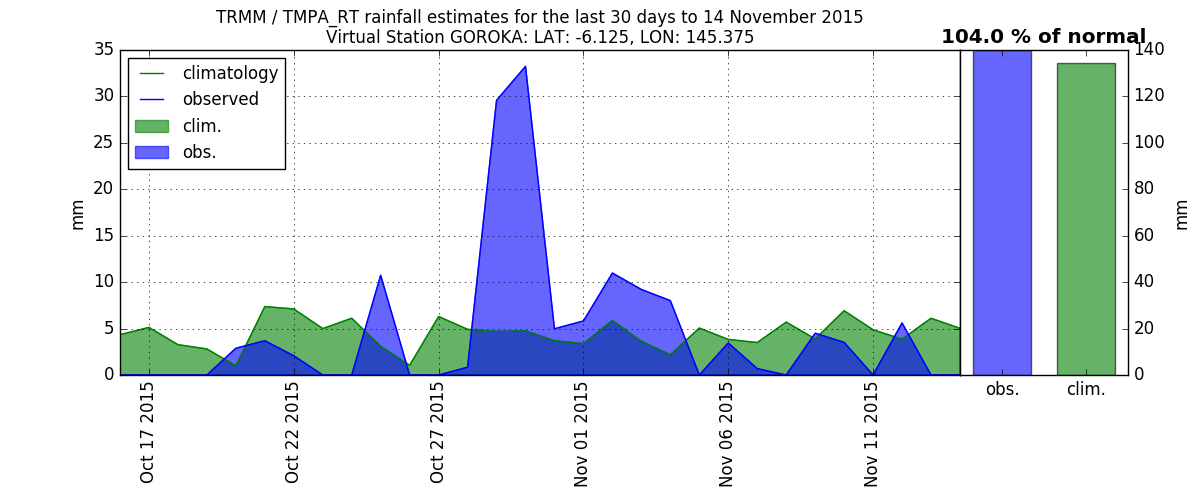 TRMM / TMPA_RT rainfall estimates for the last 30 days to 14 November 2015
Virtual Station GOROKA: LAT: -6.125, LON: 145.375
104.0 % of normal
climatology
observed
clim.
obs.
mm
35
30
25
20
15
10
5
0
Oct 17 2015
Oct 22 2015
Oct 27 2015
Nov 01 2015
Nov 06 2015
Nov 11 2015
140
120
100
80
60
40
20
0
mm
obs.
clim.